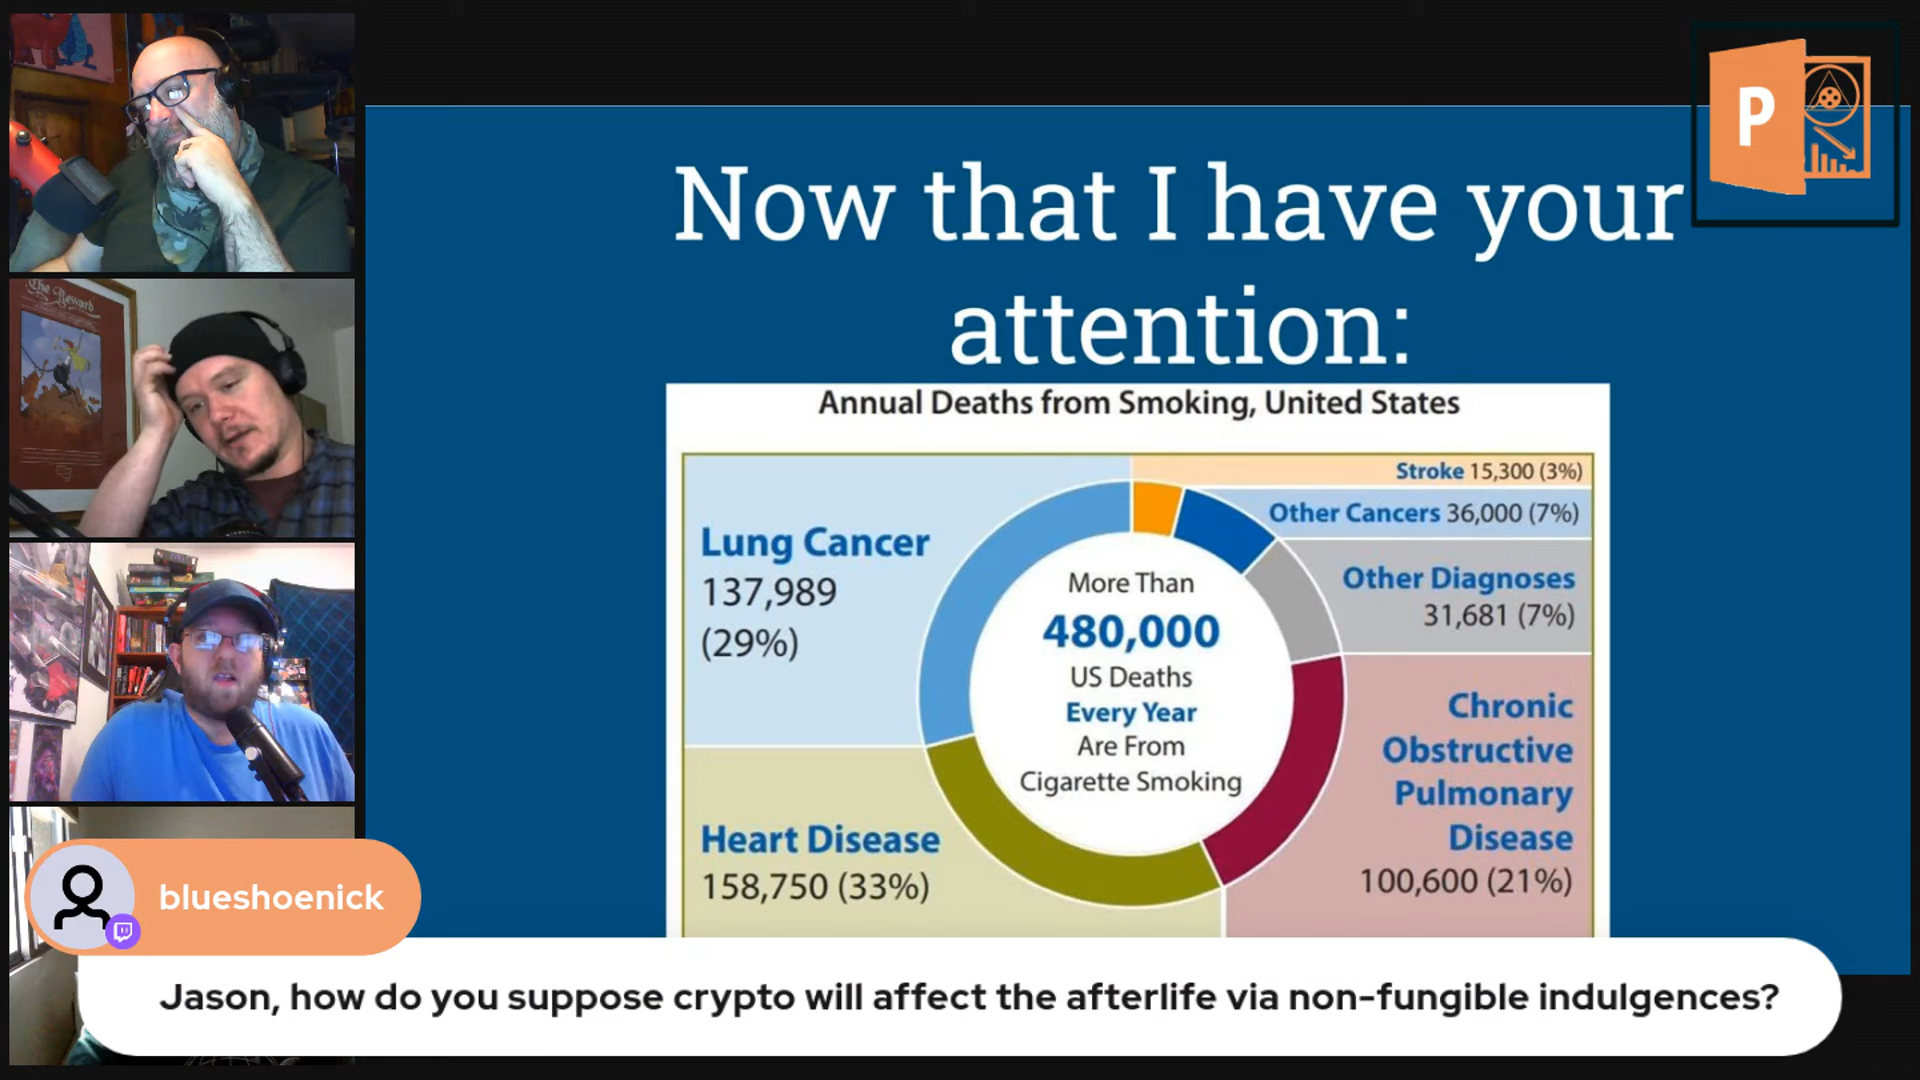 The Reward
P
Now that I have your
attention:
Annual Deaths from Smoking, United States
Stroke 15,300 (3%)
Other Cancers 36,000 (7%)
Other Diagnoses
31,681 (7%)
Lung Cancer
137,989
(29%)
More Than
480,000
US Deaths
Every Year
Are From
Cigarette Smoking
Chronic
Obstructive
Pulmonary
Disease
100,600 (21%)
Heart Disease
158,750 (33%)
blueshoenick
Jason, how do you suppose crypto will affect the afterlife via non-fungible indulgences?